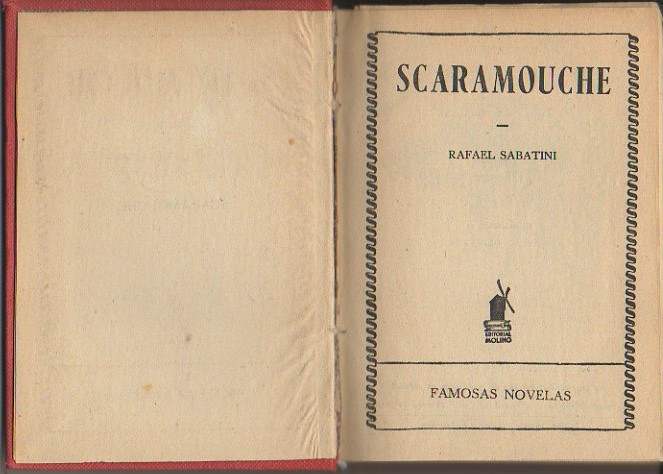 SCARAMOUCHE
RAFAEL SABATINI
EDITORIAL
MOLINO
FAMOSAS NOVELAS